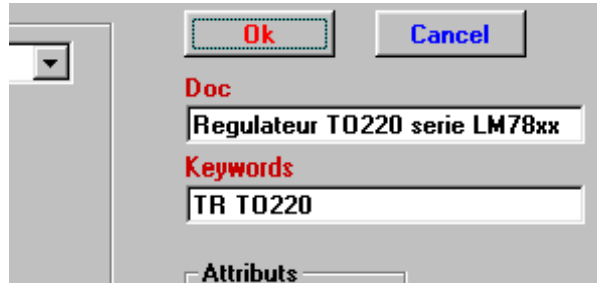 Ok Cancel
Doc
Regulateur TO220 serie LM78xx
Keywords
TR TO220
Attributs